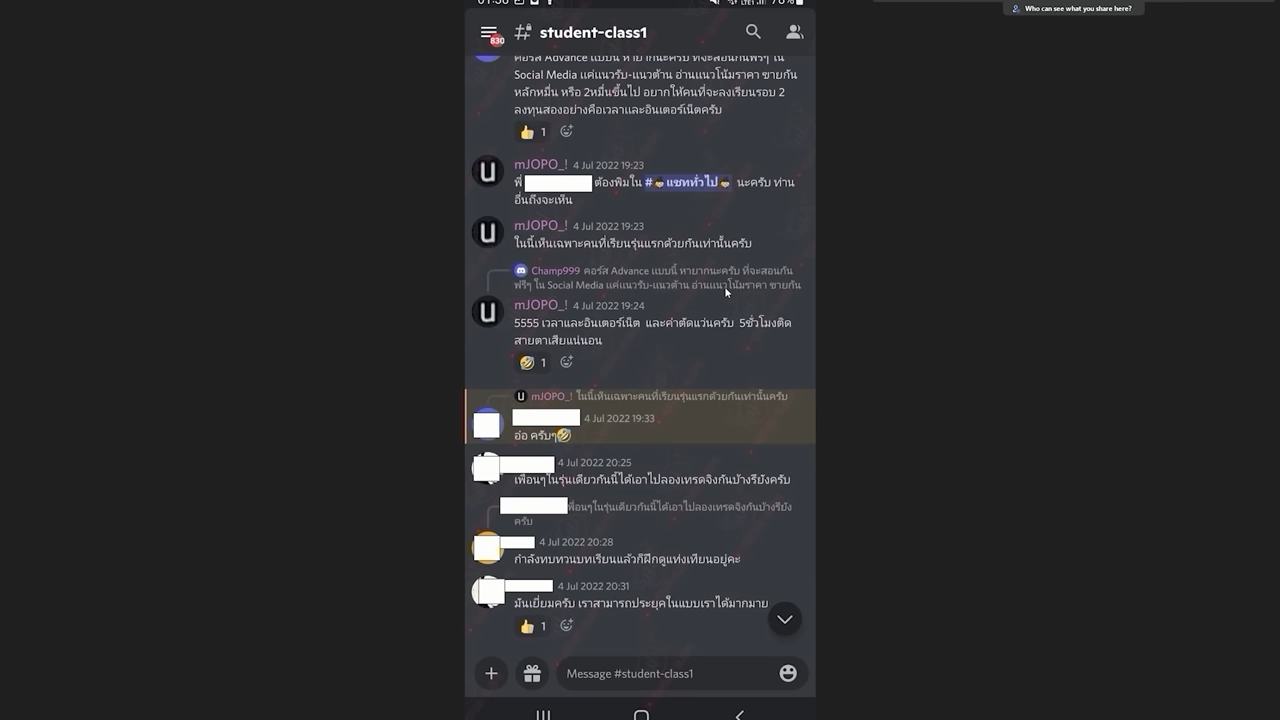 Who can see what you share here?
830
student-class1
คอร์ส Advance แบบนี้ หายากนะครับ ที่จะสอนกันฟรีๆ ใน
Social Media แค่แนวรับ-แนวต้าน อ่านแนวโน้มราคา ขายกัน
หลักหมื่น หรือ 2หมื่นขึ้นไป อยากให้คนที่จะลงเรียนรอบ 2
ลงทุนสองอย่างคือเวลาและอินเตอร์เน็ตครับ
👍 1
mJOPO_! 4 Jul 2022 19:23
พี่ ต้องพิมใน #แชททั่วไป นะครับ ท่าน
อื่นถึงจะเห็น
mJOPO_! 4 Jul 2022 19:23
ในนี้เห็นเฉพาะคนที่เรียนรุ่นแรกด้วยกันเท่านั้นครับ
Champ999 คอร์ส Advance แบบนี้ หายากนะครับ ที่จะสอนกัน
ฟรีๆ ใน Social Media แค่แนวรับ-แนวต้าน อ่านแนวโน้มราคา ขายกัน
mJOPO_! 4 Jul 2022 19:24
5555 เวลาและอินเตอร์เน็ต และค่าตัดแว่นครับ 5ชั่วโมงติด
สายตาเสียแน่นอน
🤣 1
mJOPO_! ในนี้เห็นเฉพาะคนที่เรียนรุ่นแรกด้วยกันเท่านั้นครับ
4 Jul 2022 19:33
อ๋อ ครับๆ🤣
4 Jul 2022 20:25
เพื่อนๆในรุ่นเดียวกันนี้ได้เอาไปลองเทรดจิงกันบ้างรึยังครับ
เพื่อนๆในรุ่นเดียวกันนี้ได้เอาไปลองเทรดจิงกันบ้างรึยัง
ครับ
4 Jul 2022 20:28
กำลังทบทวนบทเรียนแล้วก็ฝึกดูแท่งเทียนอยู่คะ
4 Jul 2022 20:31
มันเยี่ยมครับ เราสามารถประยุคในแบบเราได้มากมาย
👍 1
Message #student-class1